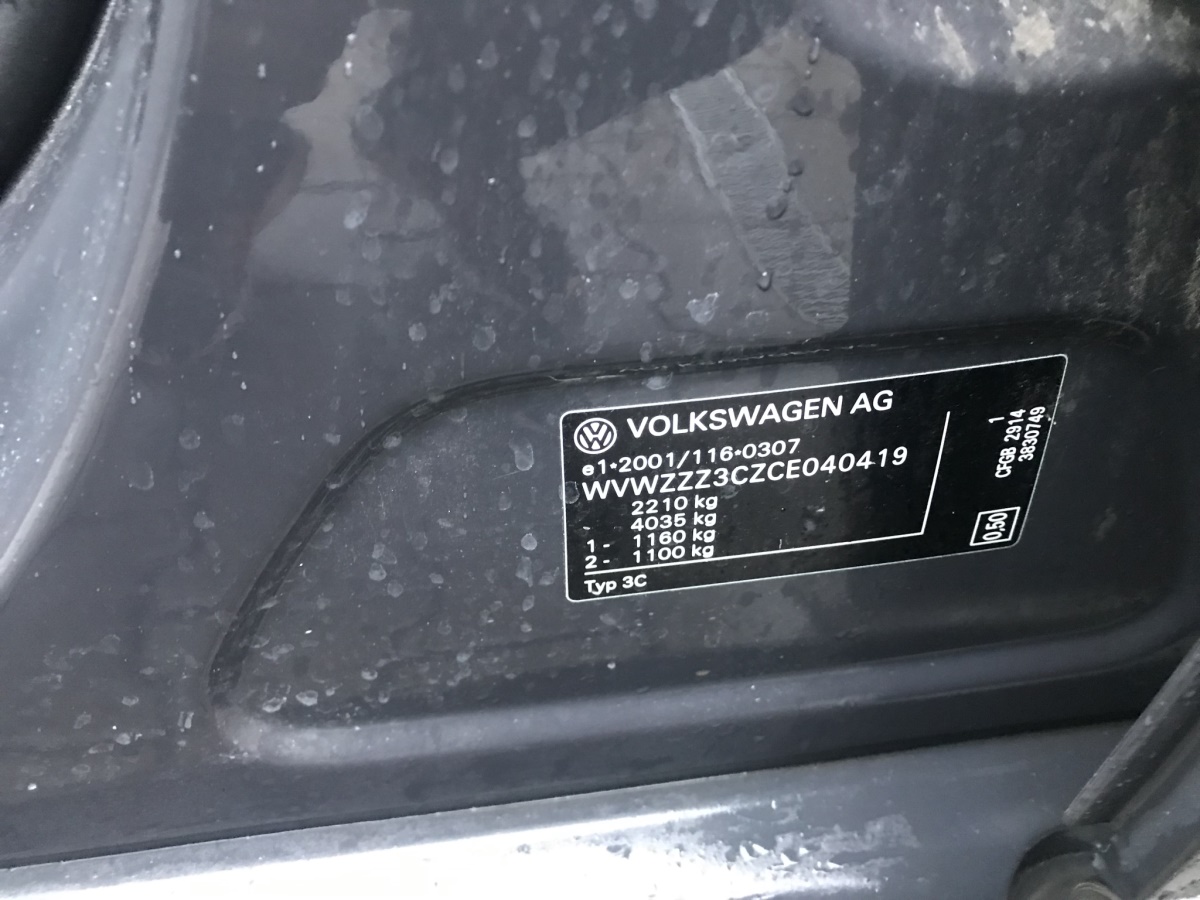 VOLKSWAGEN AG
e1*2001/116*0307
WVWZZZ3CZCE040419
2210 kg
- 4035 kg
1 - 1160 kg
2 - 1100 kg
Typ 3C
1
CFGB 2914
3830749
0,50